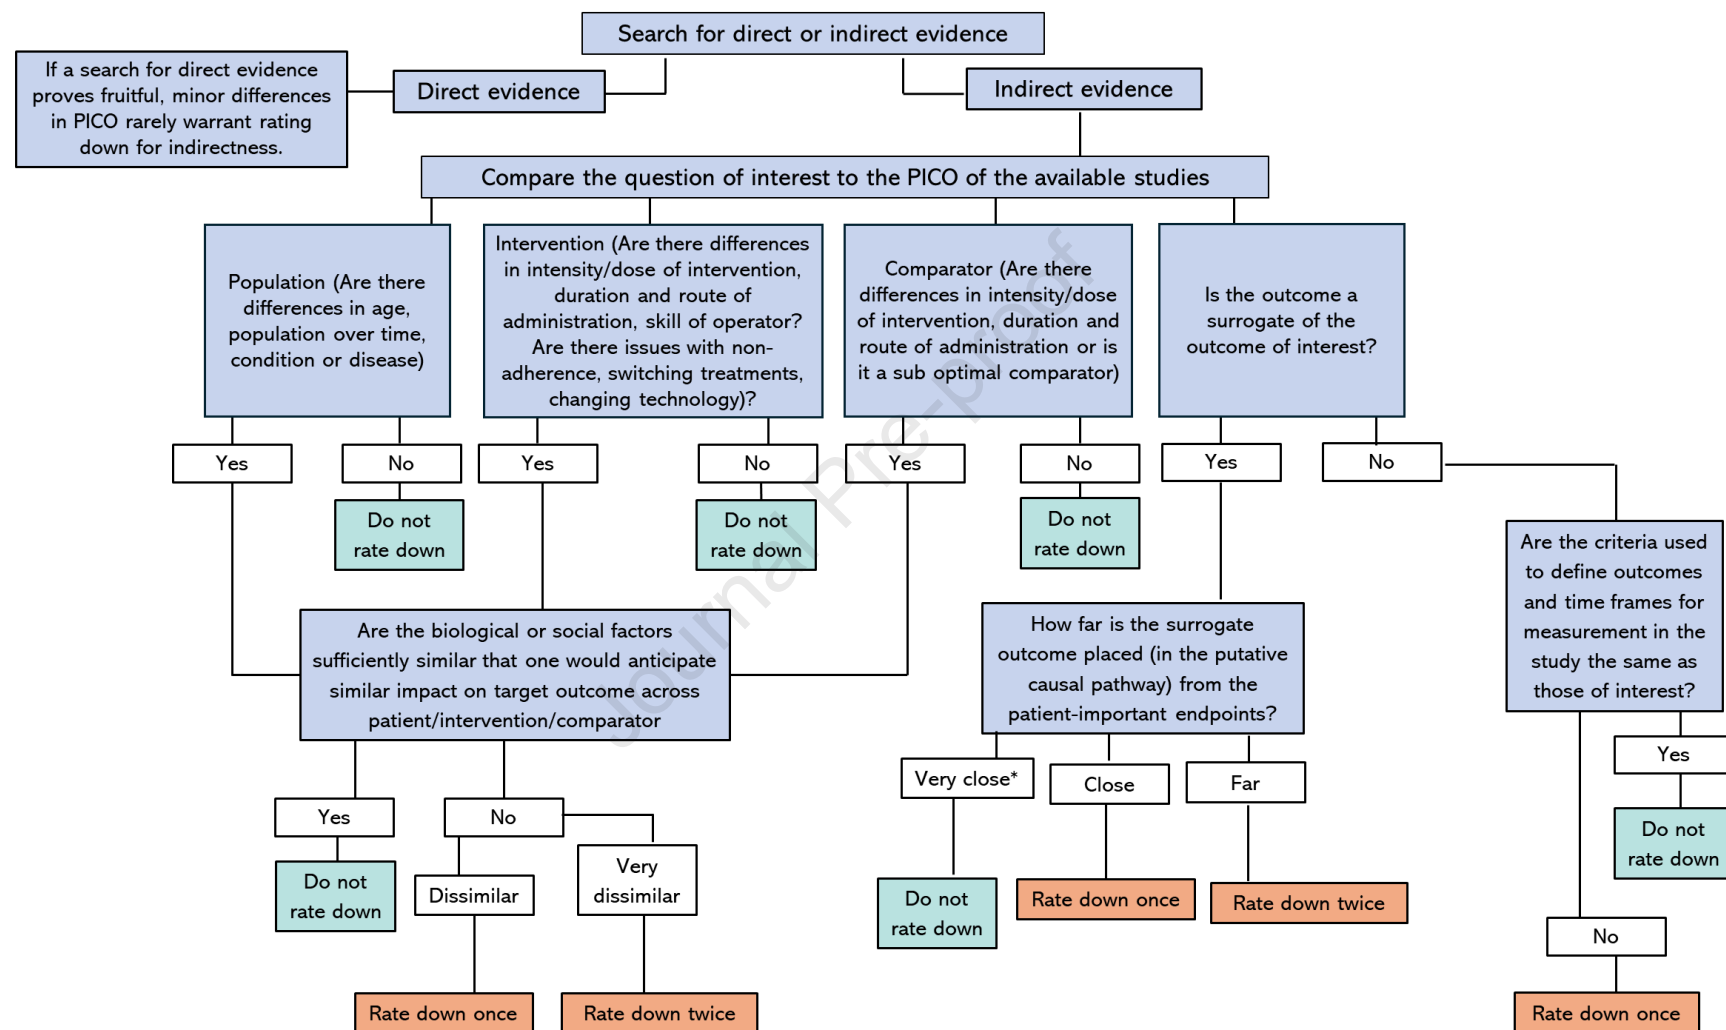 Search for direct or indirect evidence
If a search for direct evidence
proves fruitful, minor differences
in PICO rarely warrant rating
down for indirectness.
Direct evidence
Indirect evidence
Compare the question of interest to the PICO of the available studies
Population (Are there
differences in age,
population over time,
condition or disease)
Intervention (Are there differences
in intensity/dose of intervention,
duration and route of
administration, skill of operator?
Are there issues with non-
adherence, switching treatments,
changing technology)?
Comparator (Are there
differences in intensity/dose
of intervention, duration and
route of administration or is
it a sub optimal comparator)
Is the outcome a
surrogate of the
outcome of interest?
Yes
No
Yes
No
Yes
No
Yes
No
Do not
rate down
Do not
rate down
Do not
rate down
Are the criteria used
to define outcomes
and time frames for
measurement in the
study the same as
those of interest?
Are the biological or social factors
sufficiently similar that one would anticipate
similar impact on target outcome across
patient/intervention/comparator
How far is the surrogate
outcome placed (in the putative
causal pathway) from the
patient-important endpoints?
Yes
No
Very close*
Close
Far
Yes
Do not
rate down
Dissimilar
Very
dissimilar
Do not
rate down
Rate down once
Rate down twice
Do not
rate down
No
Rate down once
Rate down twice
Rate down once
Journal Pre-proof